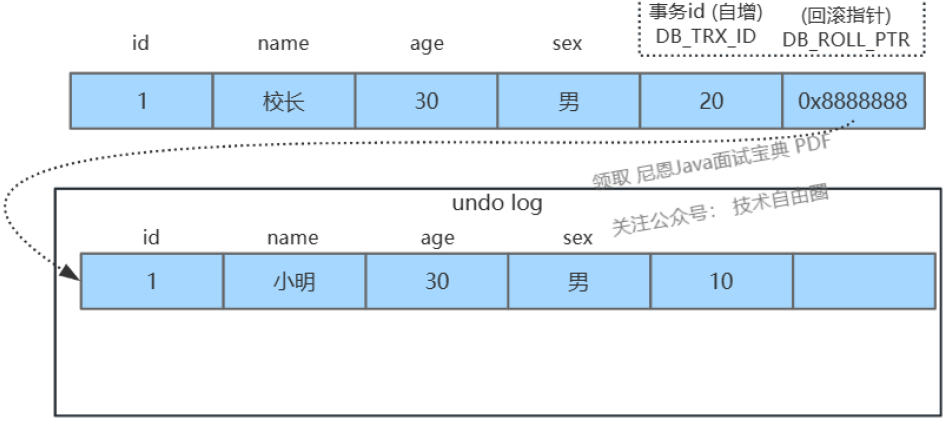 事务id (自增) (回滚指针)
id name age sex DB_TRX_ID DB_ROLL_PTR
1 校长 30 男 20 0x8888888
领取 尼恩Java面试宝典 PDF
关注公众号： 技术自由圈
undo log
id name age sex
1 小明 30 男 10